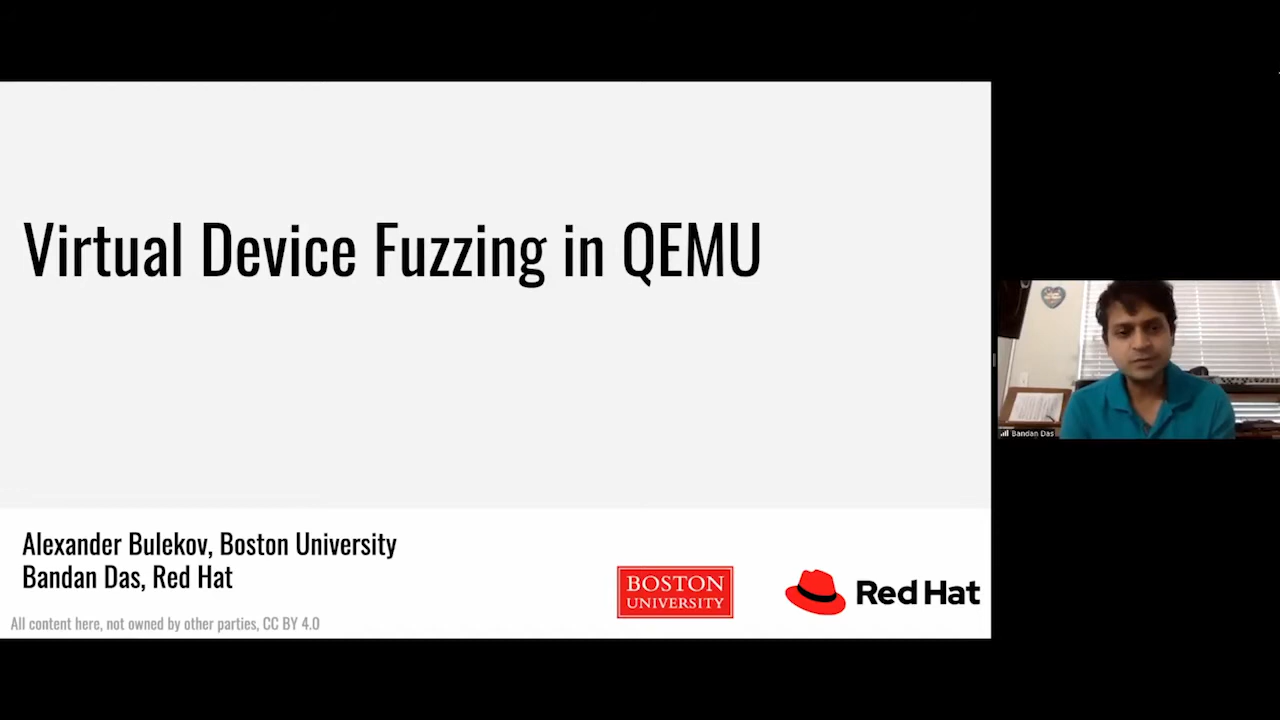 Virtual Device Fuzzing in QEMU
Alexander Bulekov, Boston University
Bandan Das, Red Hat
All content here, not owned by other parties, CC BY 4.0
BOSTON
UNIVERSITY
Red Hat
Bandan Das